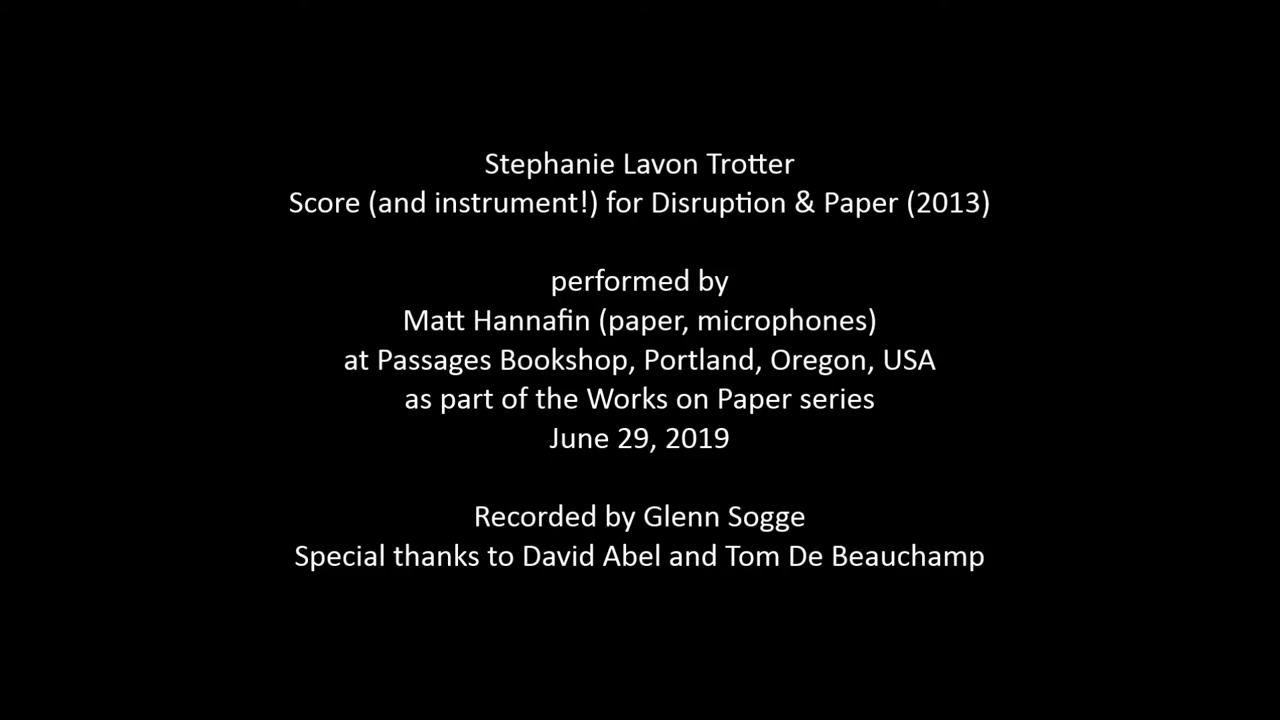 Stephanie Lavon Trotter
Score (and instrument!) for Disruption & Paper (2013)
performed by
Matt Hannafin (paper, microphones)
at Passages Bookshop, Portland, Oregon, USA
as part of the Works on Paper series
June 29, 2019
Recorded by Glenn Sogge
Special thanks to David Abel and Tom De Beauchamp